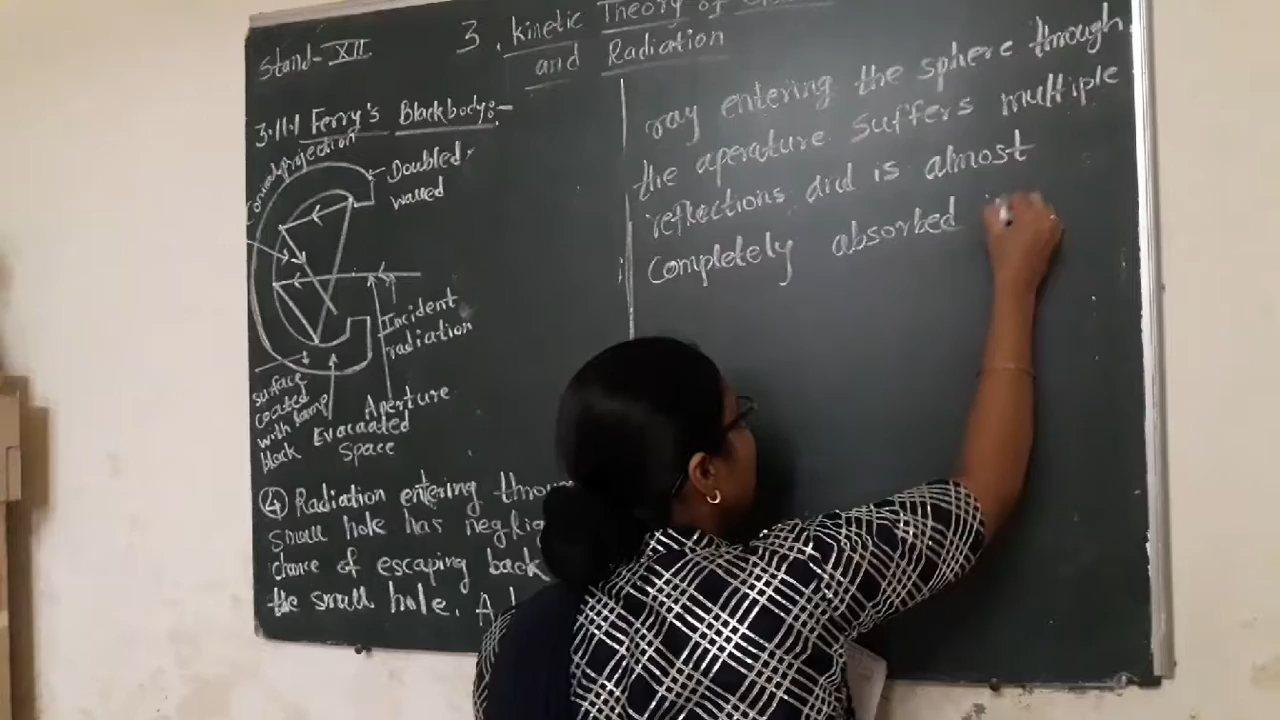 Stand-XII
3. kinetic Theory of
and Radiation
3.11.1 Ferry's Blackbody:-
Conical projection
Doubled
walled
Incident
radiation
Aperture
Evacuated
Space
surface
coated
with lamp
black
④ Radiation entering
small hole has
chance of escaping back
the small hole. A
ray entering the sphere through
the aperature suffers multiple
reflections and is almost
completely absorbed